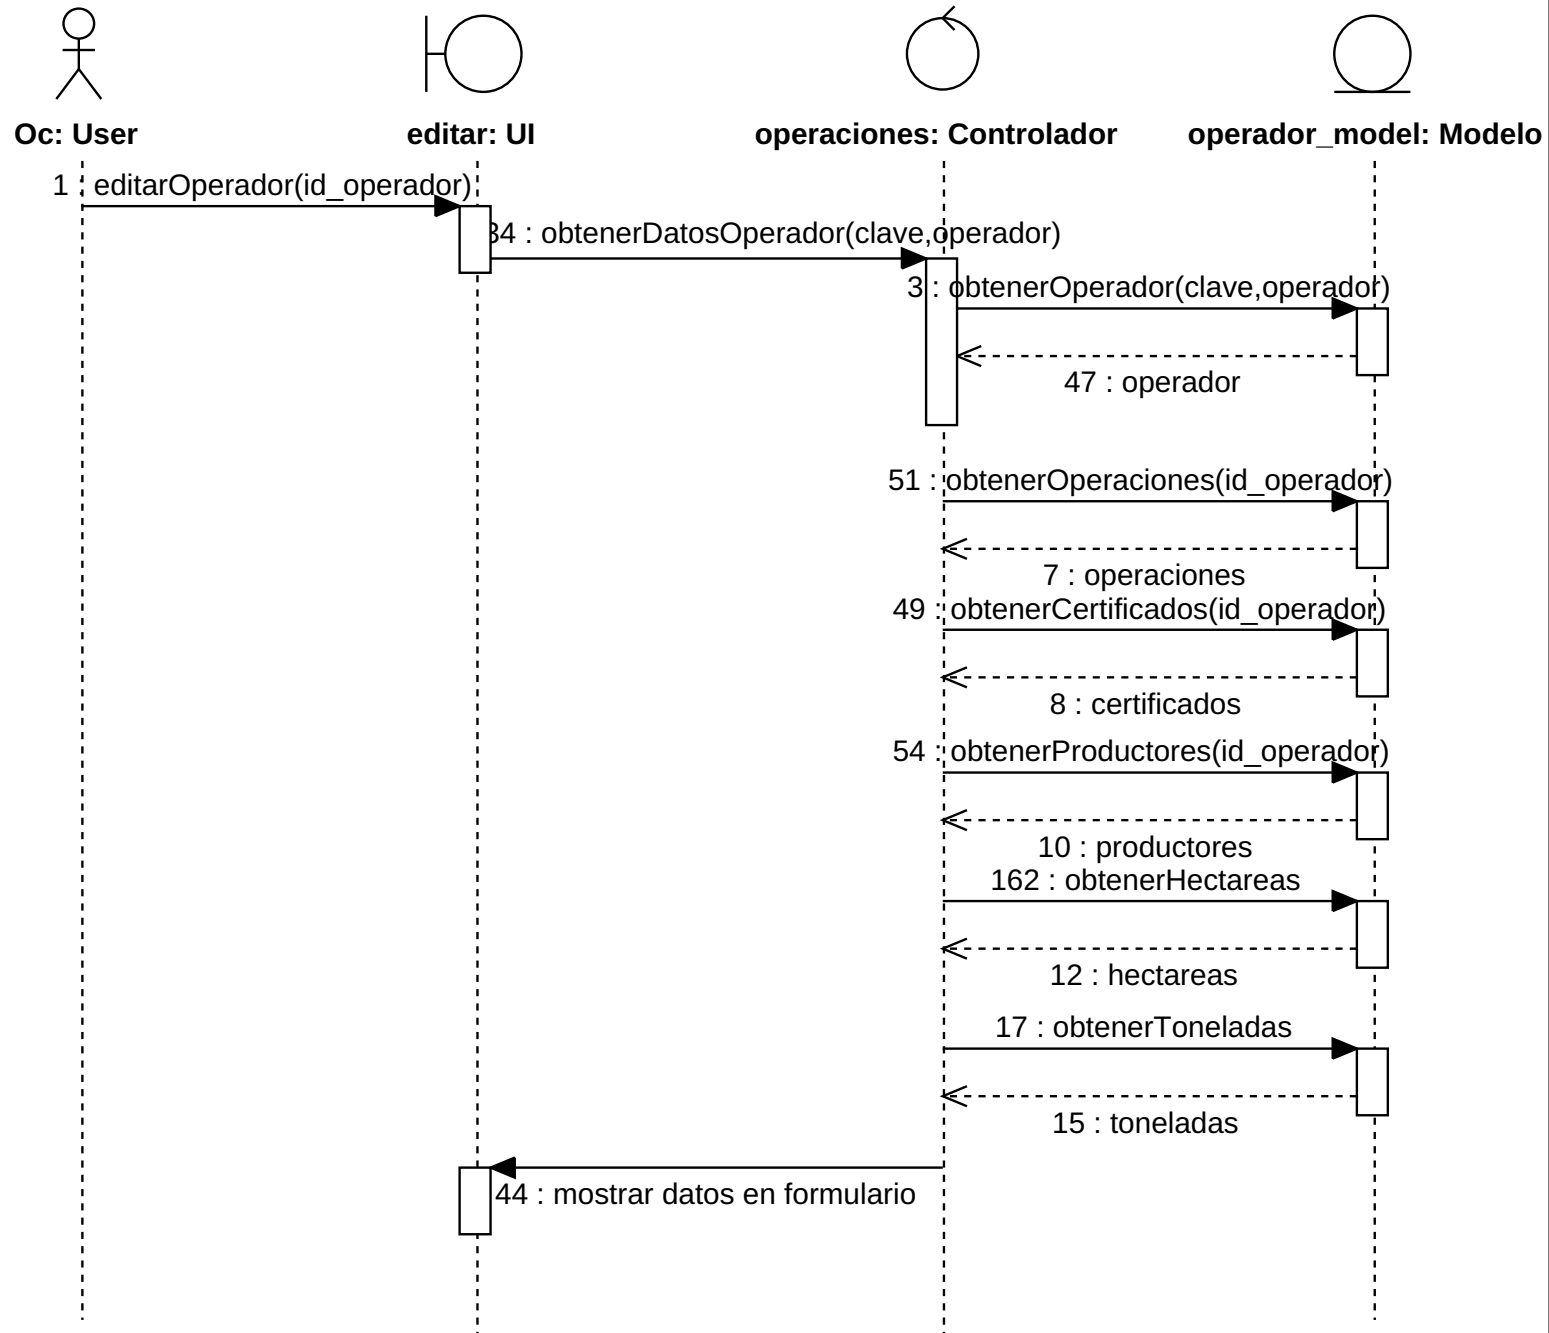 Oc: User
editar: UI
operaciones: Controlador
operador_model: Modelo
1 : editarOperador(id_operador)
34 : obtenerDatosOperador(clave,operador)
3 : obtenerOperador(clave,operador)
47 : operador
51 : obtenerOperaciones(id_operador)
7 : operaciones
49 : obtenerCertificados(id_operador)
8 : certificados
54 : obtenerProductores(id_operador)
10 : productores
162 : obtenerHectareas
12 : hectareas
17 : obtenerToneladas
15 : toneladas
44 : mostrar datos en formulario